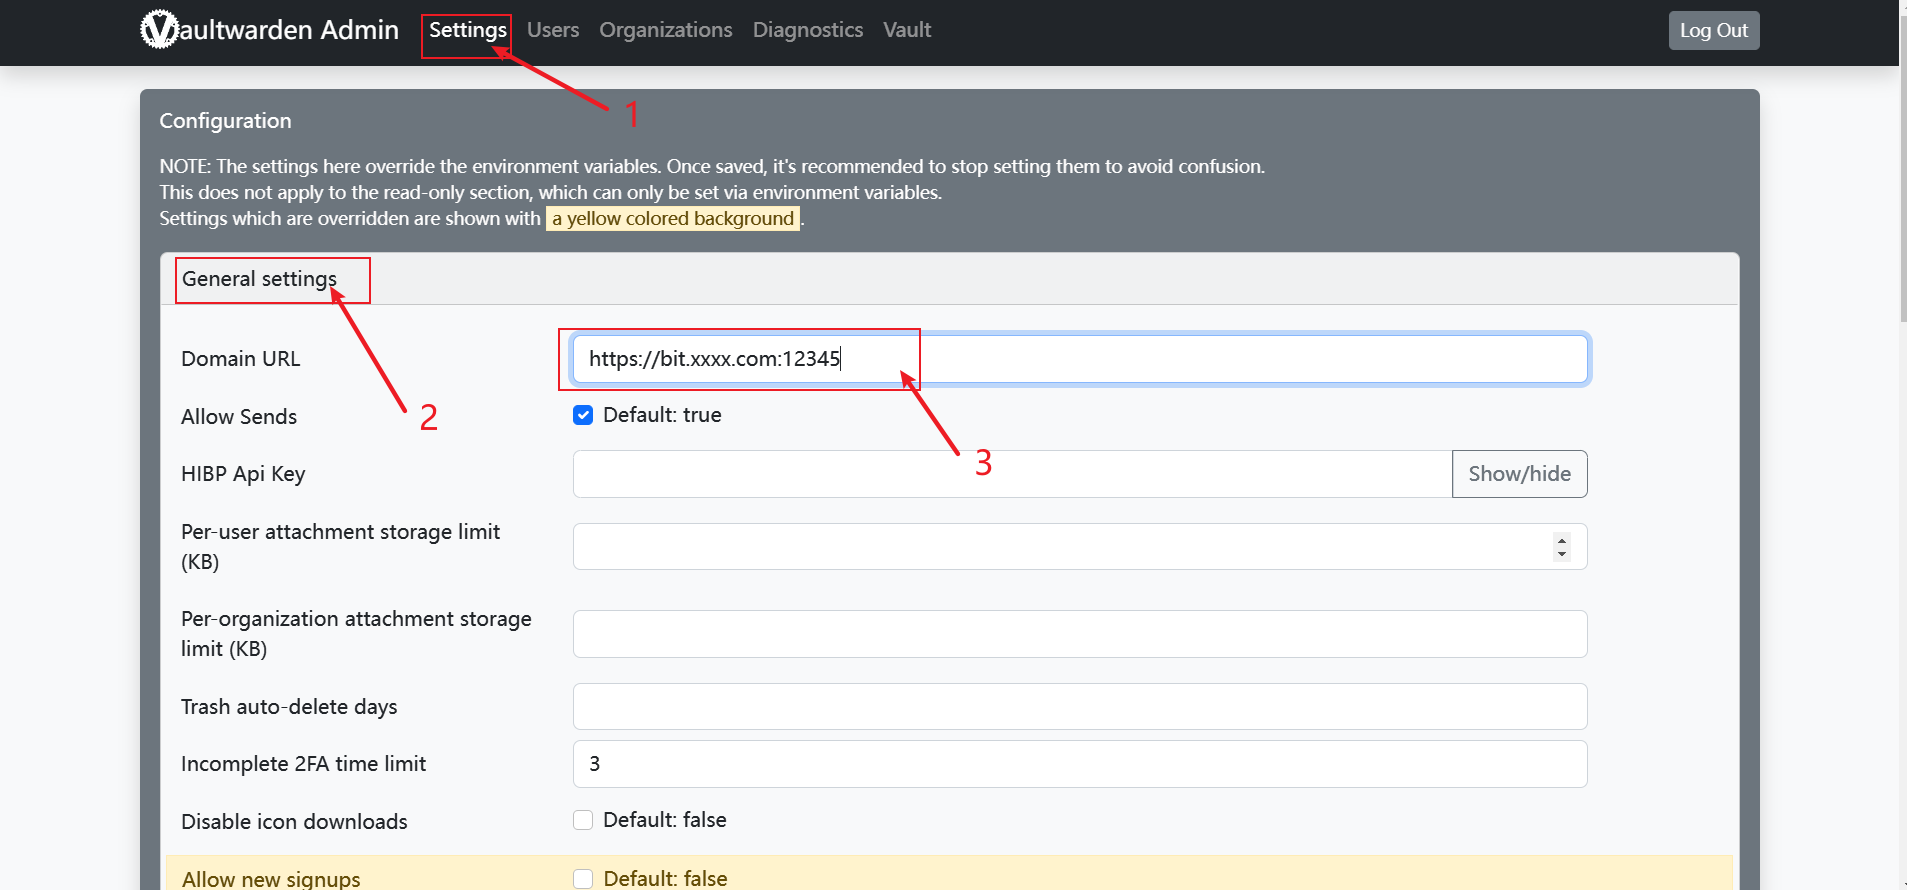 Vaultwarden Admin Settings Users Organizations Diagnostics Vault Log Out
1
Configuration
NOTE: The settings here override the environment variables. Once saved, it's recommended to stop setting them to avoid confusion.
This does not apply to the read-only section, which can only be set via environment variables.
Settings which are overridden are shown with a yellow colored background.
General settings
Domain URL https://bit.xxxx.com:12345
2
Allow Sends Default: true
3
HIBP Api Key Show/hide
Per-user attachment storage limit
(KB)
Per-organization attachment storage
limit (KB)
Trash auto-delete days
Incomplete 2FA time limit 3
Disable icon downloads Default: false
Allow new signups Default: false